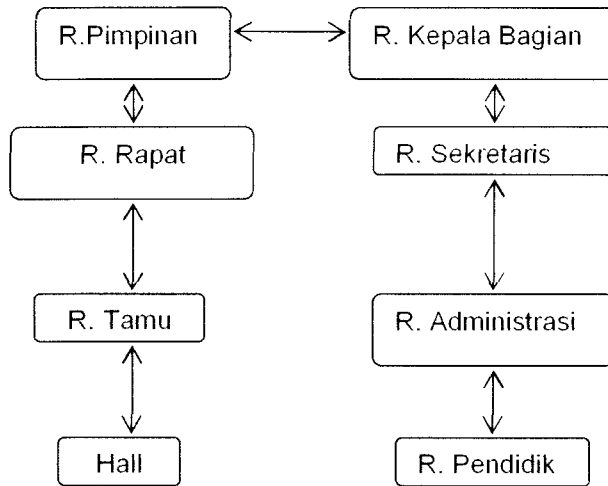 R.Pimpinan
R. Kepala Bagian
R. Rapat
R. Sekretaris
R. Tamu
R. Administrasi
Hall
R. Pendidik